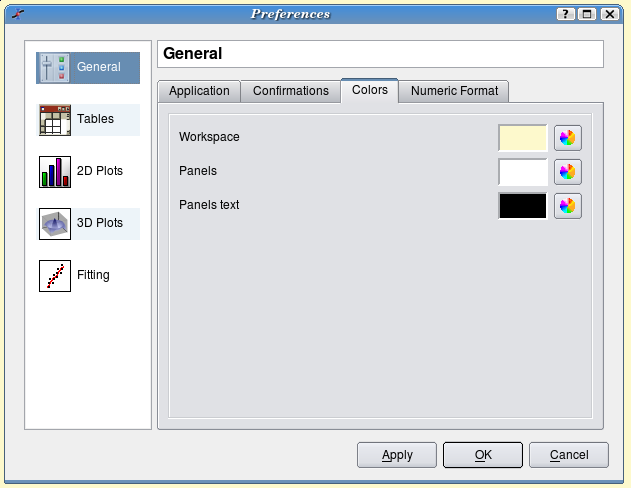 Preferences
?
General
Tables
2D Plots
3D Plots
Fitting
General
Application Confirmations Colors Numeric Format
Workspace
Panels
Panels text
Apply OK Cancel